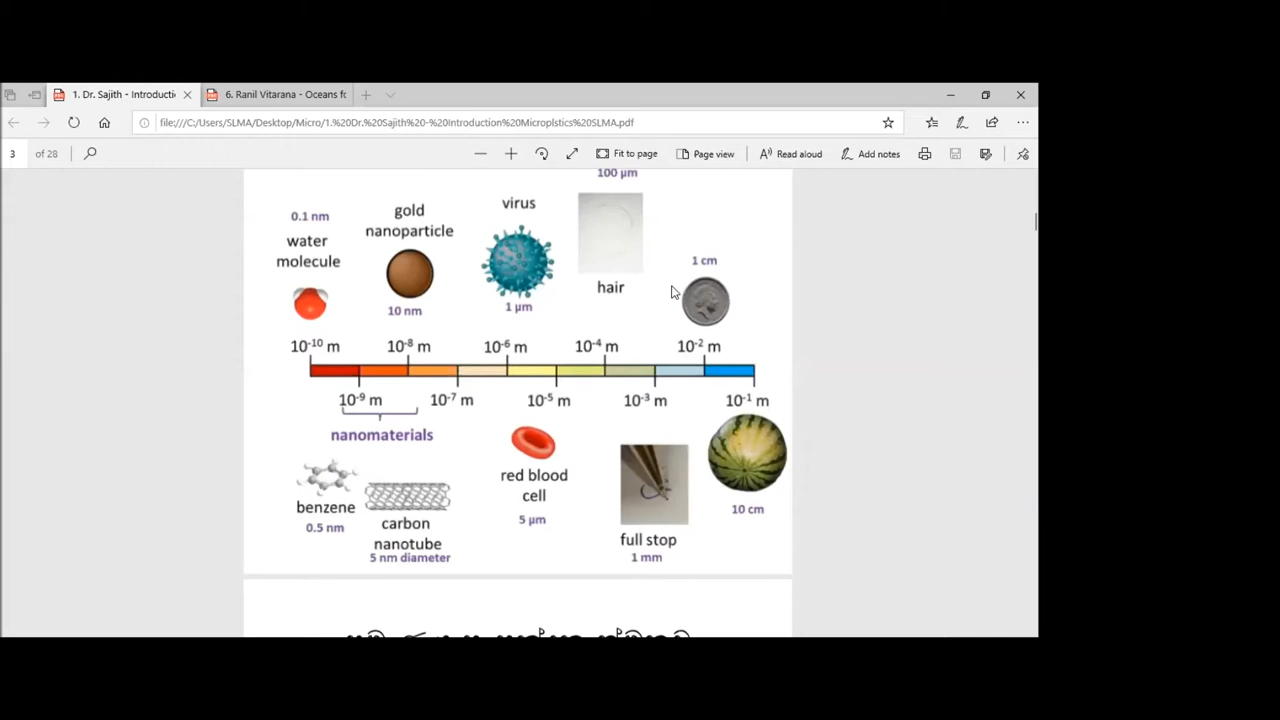 1. Dr. Sajith - Introducti
6. Ranil Vitarana - Oceans fo
file:///C:/Users/SLMA/Desktop/Micro/1.%20Dr.%20Sajith%20-%20Introduction%20Microplstics%20SLMA.pdf
3 of 28
Fit to page
Page view
Read aloud
Add notes
100 µm
0.1 nm
water
molecule
gold
nanoparticle
10 nm
virus
1 µm
hair
1 cm
10⁻¹⁰ m
10⁻⁸ m
10⁻⁶ m
10⁻⁴ m
10⁻² m
10⁻⁹ m
10⁻⁷ m
10⁻⁵ m
10⁻³ m
10⁻¹ m
nanomaterials
benzene
0.5 nm
carbon
nanotube
5 nm diameter
red blood
cell
5 µm
full stop
1 mm
10 cm